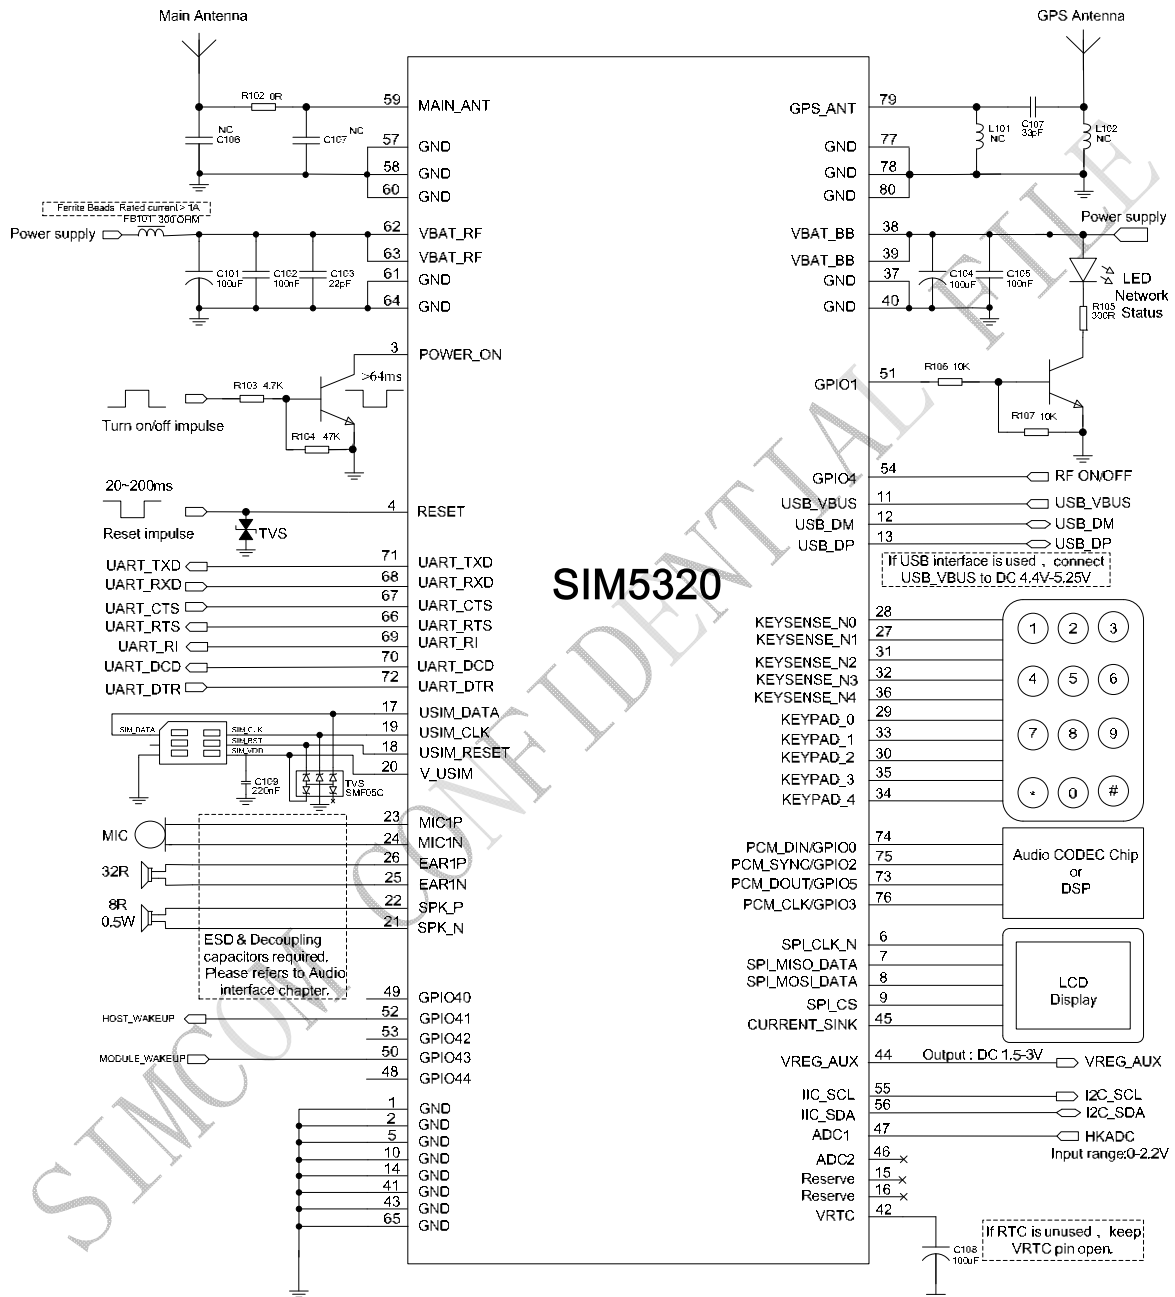 Main Antenna
GPS Antenna
R102 0R
59
MAIN_ANT
NC
C106
NC
C107
57
GND
58
GND
60
GND
GPS_ANT
79
C107
33pF
L101
NC
L102
NC
GND
77
GND
78
GND
80
Ferrite Beads Rated current > 1A
FB101 300 OHM
Power supply
62
VBAT_RF
63
VBAT_RF
61
GND
64
GND
C101
100uF
C102
100nF
C103
22pF
Power supply
VBAT_BB
38
VBAT_BB
39
GND
37
GND
40
C104
100uF
C105
100nF
LED
Network
Status
R105
300R
3
POWER_ON
>64ms
R103 4.7K
Turn on/off impulse
R104 47K
GPIO1
51
R106 10K
R107 10K
20~200ms
Reset impulse
4
RESET
TVS
GPIO4
54
RF ON/OFF
USB_VBUS
11
USB_VBUS
USB_DM
12
USB_DM
USB_DP
13
USB_DP
If USB interface is used , connect
USB_VBUS to DC 4.4V-5.25V
SIM5320
UART_TXD
71
UART_TXD
UART_RXD
68
UART_RXD
UART_CTS
67
UART_CTS
UART_RTS
66
UART_RTS
UART_RI
69
UART_RI
UART_DCD
70
UART_DCD
UART_DTR
72
UART_DTR
17
USIM_DATA
19
USIM_CLK
18
USIM_RESET
20
V_USIM
SIM_DATA
SIM_CLK
SIM_RST
SIM_VDD
C109
220nF
TVS
SMF05C
KEYSENSE_N0
28
KEYSENSE_N1
27
KEYSENSE_N2
31
KEYSENSE_N3
32
KEYSENSE_N4
36
KEYPAD_0
29
KEYPAD_1
33
KEYPAD_2
30
KEYPAD_3
35
KEYPAD_4
34
1 2 3
4 5 6
7 8 9
* 0 #
MIC
23
MIC1P
24
MIC1N
32R
26
EAR1P
25
EAR1N
8R
0.5W
22
SPK_P
21
SPK_N
ESD & Decoupling
capacitors required.
Please refers to Audio
interface chapter.
PCM_DIN/GPIO0
74
PCM_SYNC/GPIO2
75
PCM_DOUT/GPIO5
73
PCM_CLK/GPIO3
76
Audio CODEC Chip
or
DSP
SPI_CLK_N
6
SPI_MISO_DATA
7
SPI_MOSI_DATA
8
SPI_CS
9
CURRENT_SINK
45
LCD
Display
49
GPIO40
HOST_WAKEUP
52
GPIO41
53
GPIO42
MODULE_WAKEUP
50
GPIO43
48
GPIO44
VREG_AUX
44
Output : DC 1.5-3V
VREG_AUX
IIC_SCL
55
I2C_SCL
IIC_SDA
56
I2C_SDA
ADC1
47
HKADC
Input range:0-2.2V
ADC2
46
Reserve
15
Reserve
16
VRTC
42
C108
100uF
If RTC is unused , keep
VRTC pin open.
1
GND
2
GND
5
GND
10
GND
14
GND
41
GND
43
GND
65
GND
SIMCOM CONFIDENTIAL FILE